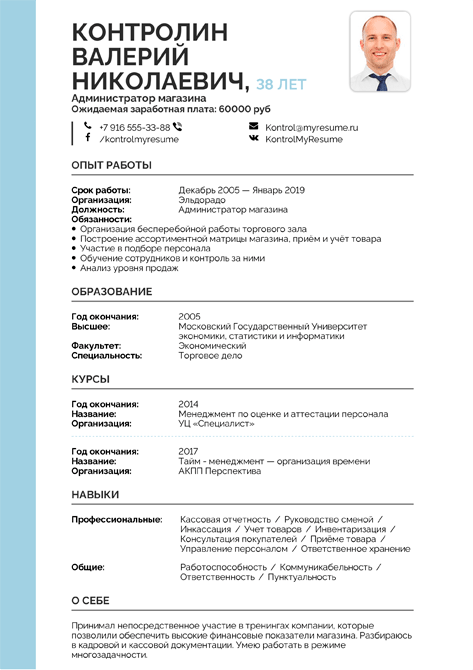 КОНТРОЛИН
ВАЛЕРИЙ
НИКОЛАЕВИЧ, 38 ЛЕТ
Администратор магазина
Ожидаемая заработная плата: 60000 руб
+7 916 555-33-88
Kontrol@myresume.ru
/kontrolmyresume
KontrolMyResume
ОПЫТ РАБОТЫ
Срок работы: Декабрь 2005 — Январь 2019
Организация: Эльдорадо
Должность: Администратор магазина
Обязанности:
• Организация бесперебойной работы торгового зала
• Построение ассортиментной матрицы магазина, приём и учёт товара
• Участие в подборе персонала
• Обучение сотрудников и контроль за ними
• Анализ уровня продаж
ОБРАЗОВАНИЕ
Год окончания: 2005
Высшее: Московский Государственный Университет
экономики, статистики и информатики
Факультет: Экономический
Специальность: Торговое дело
КУРСЫ
Год окончания: 2014
Название: Менеджмент по оценке и аттестации персонала
Организация: УЦ «Специалист»
Год окончания: 2017
Название: Тайм - менеджмент — организация времени
Организация: АКПП Перспектива
НАВЫКИ
Профессиональные: Кассовая отчетность / Руководство сменой /
Инкассация / Учет товаров / Инвентаризация /
Консультация покупателей / Приёме товара /
Управление персоналом / Ответственное хранение
Общие: Работоспособность / Коммуникабельность /
Ответственность / Пунктуальность
О СЕБЕ
Принимал непосредственное участие в тренингах компании, которые
позволили обеспечить высокие финансовые показатели магазина. Разбираюсь
в кадровой и кассовой документации. Умею работать в режиме
многозадачности.